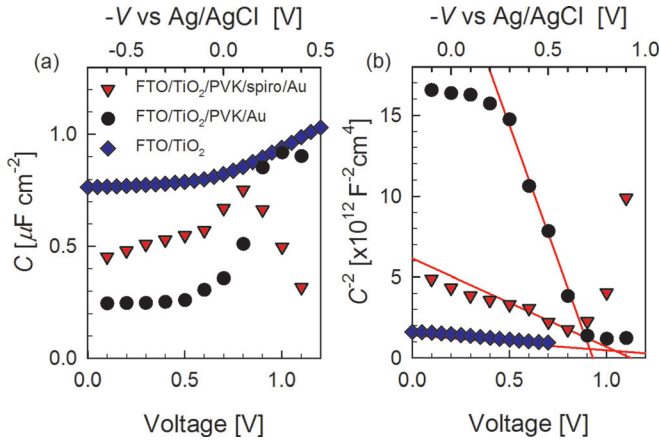 -V vs Ag/AgCl [V]
-0.5 0.0 0.5
(a)
FTO/TiO₂/PVK/spiro/Au
FTO/TiO₂/PVK/Au
FTO/TiO₂
C [μF cm⁻²]
1.0
0.5
0.0
0.0 0.5 1.0
Voltage [V]
-V vs Ag/AgCl [V]
0.0 0.5 1.0
(b)
C⁻² [x10¹² F⁻²cm⁴]
15
10
5
0
0.0 0.5 1.0
Voltage [V]